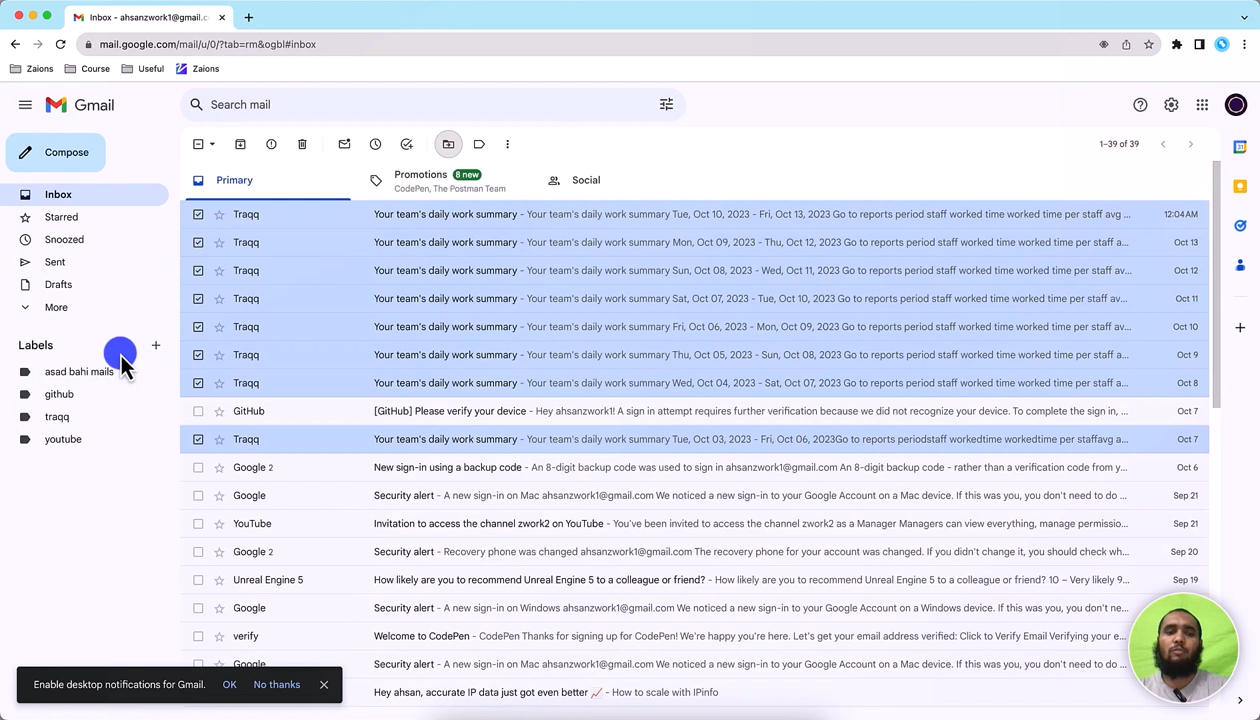 Inbox - ahsanzwork1@gmail.c
mail.google.com/mail/u/0/?tab=rm&ogbl#inbox
Zaions Course Useful Zaions
Gmail
Search mail
Compose
1–39 of 39
Inbox
Starred
Snoozed
Sent
Drafts
More
Labels
asad bahi mails
github
traqq
youtube
Primary
Promotions 8 new
CodePen, The Postman Team
Social
Traqq Your team's daily work summary - Your team's daily work summary Tue, Oct 10, 2023 - Fri, Oct 13, 2023 Go to reports period staff worked time worked time per staff avg ... 12:04 AM
Traqq Your team's daily work summary - Your team's daily work summary Mon, Oct 09, 2023 - Thu, Oct 12, 2023 Go to reports period staff worked time worked time per staff a... Oct 13
Traqq Your team's daily work summary - Your team's daily work summary Sun, Oct 08, 2023 - Wed, Oct 11, 2023 Go to reports period staff worked time worked time per staff av... Oct 12
Traqq Your team's daily work summary - Your team's daily work summary Sat, Oct 07, 2023 - Tue, Oct 10, 2023 Go to reports period staff worked time worked time per staff a... Oct 11
Traqq Your team's daily work summary - Your team's daily work summary Fri, Oct 06, 2023 - Mon, Oct 09, 2023 Go to reports period staff worked time worked time per staff a... Oct 10
Traqq Your team's daily work summary - Your team's daily work summary Thu, Oct 05, 2023 - Sun, Oct 08, 2023 Go to reports period staff worked time worked time per staff a... Oct 9
Traqq Your team's daily work summary - Your team's daily work summary Wed, Oct 04, 2023 - Sat, Oct 07, 2023 Go to reports period staff worked time worked time per staff a... Oct 8
GitHub [GitHub] Please verify your device - Hey ahsanzwork1! A sign in attempt requires further verification because we did not recognize your device. To complete the sign in, ... Oct 7
Traqq Your team's daily work summary - Your team's daily work summary Tue, Oct 03, 2023 - Fri, Oct 06, 2023Go to reports periodstaff workedtime workedtime per staffavg a... Oct 7
Google 2 New sign-in using a backup code - An 8-digit backup code was used to sign in ahsanzwork1@gmail.com An 8-digit backup code - rather than a verification code from y... Oct 6
Google Security alert - A new sign-in on Mac ahsanzwork1@gmail.com We noticed a new sign-in to your Google Account on a Mac device. If this was you, you don't need to do ... Sep 21
YouTube Invitation to access the channel zwork2 on YouTube - You've been invited to access the channel zwork2 as a Manager Managers can view everything, manage permissio... Sep 21
Google 2 Security alert - Recovery phone was changed ahsanzwork1@gmail.com The recovery phone for your account was changed. If you didn't change it, you should check wh... Sep 20
Unreal Engine 5 How likely are you to recommend Unreal Engine 5 to a colleague or friend? - How likely are you to recommend Unreal Engine 5 to a colleague or friend? 10 – Very likely 9... Sep 19
Google Security alert - A new sign-in on Windows ahsanzwork1@gmail.com We noticed a new sign-in to your Google Account on a Windows device. If this was you, you don't ne...
verify Welcome to CodePen - CodePen Thanks for signing up for CodePen! We're happy you're here. Let's get your email address verified: Click to Verify Email Verifying your e...
Google Security alert - A new sign-in on Mac ahsanzwork1@gmail.com We noticed a new sign-in to your Google Account on a Mac device. If this was you, you don't need to do ...
Hey ahsan, accurate IP data just got even better 📈 - How to scale with IPinfo
Enable desktop notifications for Gmail. OK No thanks